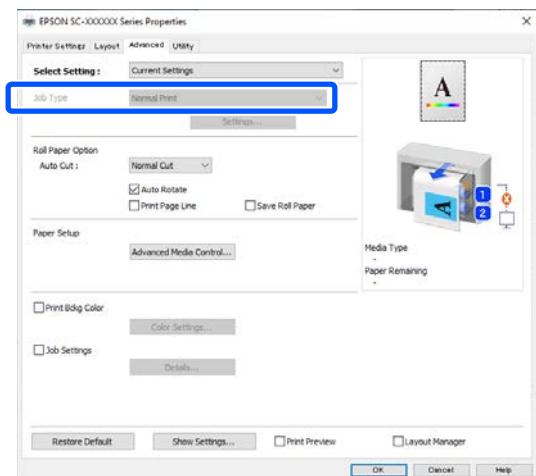 EPSON SC-XXXXXX Series Properties
Printer Settings Layout Advanced Utility
Select Setting : Current Settings
Job Type Normal Print
Settings...
Roll Paper Option
Auto Cut : Normal Cut
Auto Rotate
Print Page Line Save Roll Paper
Paper Setup
Advanced Media Control...
A
A
1
2
Media Type
-
Paper Remaining
-
Print Bdkg Color
Color Settings...
Job Settings
Details...
Restore Default Show Settings... Print Preview Layout Manager
OK Cancel Help